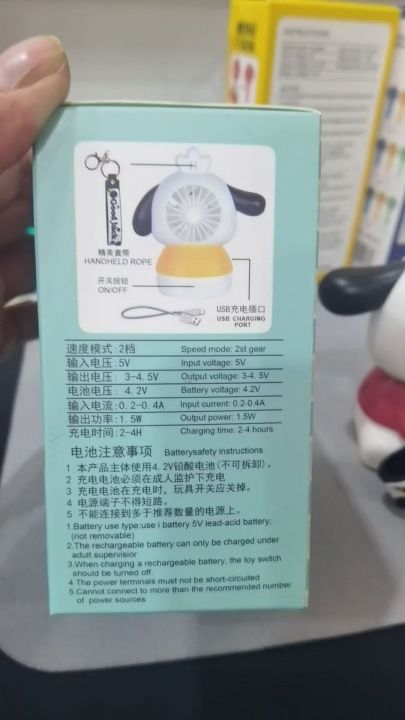 Good luck
精美套带
HANDHELD ROPE
开关按钮
ON/OFF
USB充电插口
USB CHARGING
PORT
速度模式:2档 Speed mode: 2st gear
输入电压:5V Input voltage: 5V
输出电压: 3-4.5V Output voltage: 3-4. 5V
电池电压: 4.2V Battery voltage: 4.2V
输入电流:0.2-0.4A Input current: 0.2-0.4A
输出功率:1.5W Output power: 1.5W
充电时间:2-4H Charging time: 2-4 hours
电池注意事项 Batterysafety instructions
1 本产品主体使用4.2V铅酸电池(不可拆卸)。
2 充电电池必须在成人监护下充电
3 充电电池在充电时,玩具开关应关掉。
4 电源端子不得短路。
5 不能连接到多于推荐数量的电源上。
1.Battery use type:use i battery 5V lead-acid battery:
(not removable)
2.The rechargeable battery can only be charged under
adult supervisior
3.When charging a rechargeable battery, the toy switch
should be turned off.
4.The power terminals must not be short-circuited
5.Cannot connect to more than the recommended number
of power sources